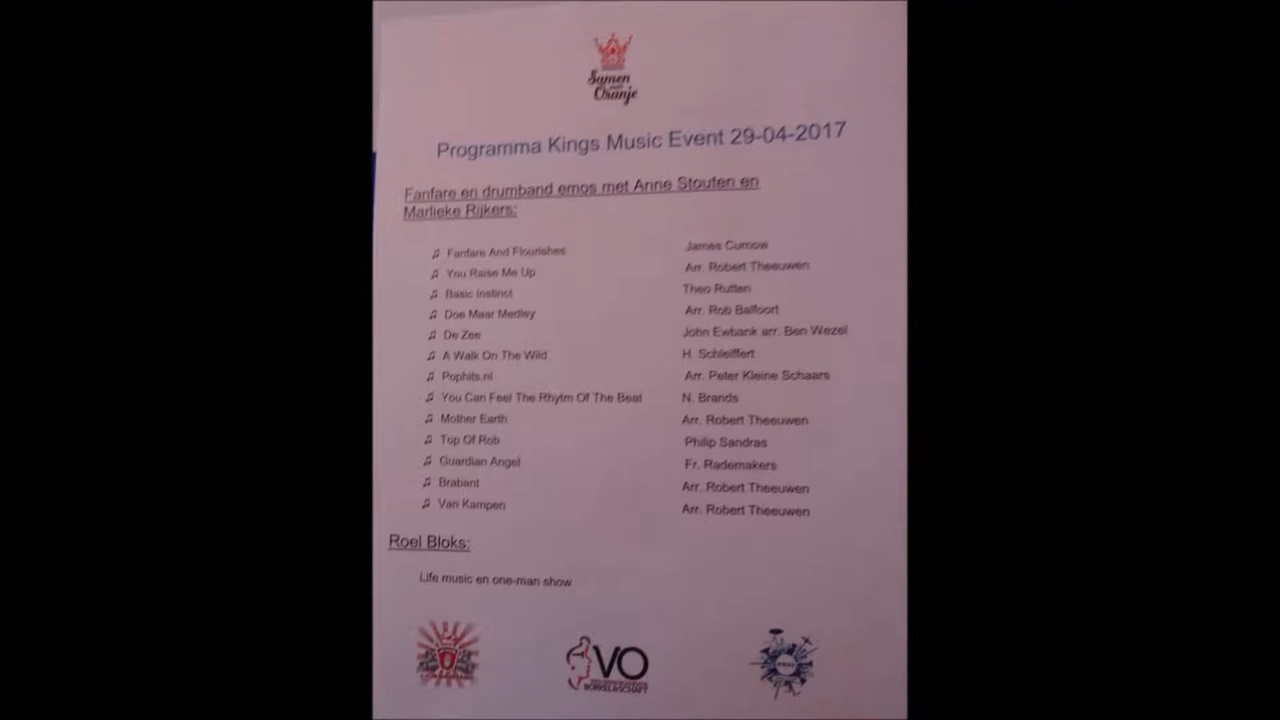 Samen
Oranje
Programma Kings Music Event 29-04-2017
Fanfare en drumband emos met Anne Stouten en
Marlieke Rijkers:
♫ Fanfare And Flourishes James Curnow
♫ You Raise Me Up Arr. Robert Theeuwen
♫ Basic Instinct Theo Rutten
♫ Doe Maar Medley Arr. Rob Balfoort
♫ De Zee John Ewbank arr. Ben Wezel
♫ A Walk On The Wild H. Schleiffert
♫ Pophits.nl Arr. Peter Kleine Schaars
♫ You Can Feel The Rhytm Of The Beat N. Brands
♫ Mother Earth Arr. Robert Theeuwen
♫ Top Of Rob Philip Sandras
♫ Guardian Angel Fr. Rademakers
♫ Brabant Arr. Robert Theeuwen
♫ Van Kampen Arr. Robert Theeuwen
Roel Bloks:
Life music en one-man show
VO